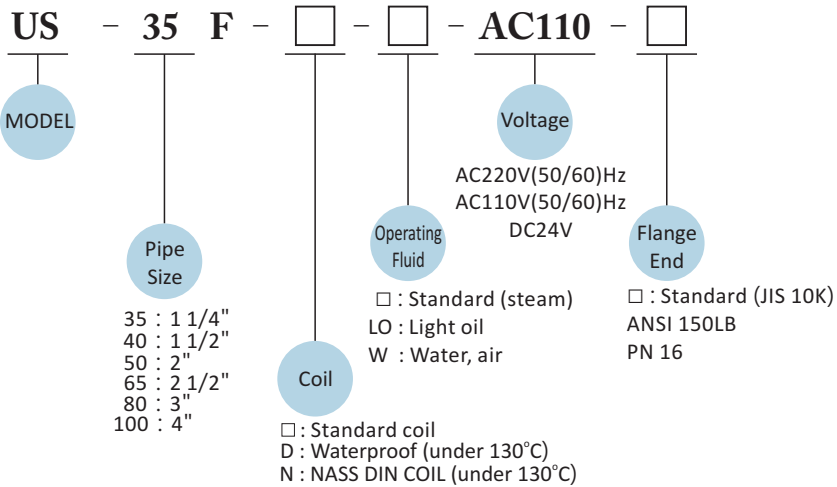 US - 35 F - □ - □ - AC110 - □
MODEL
Voltage
AC220V(50/60)Hz
AC110V(50/60)Hz
DC24V
Pipe
Size
35 : 1 1/4"
40 : 1 1/2"
50 : 2"
65 : 2 1/2"
80 : 3"
100 : 4"
Operating
Fluid
□ : Standard (steam)
LO : Light oil
W : Water, air
Flange
End
□ : Standard (JIS 10K)
ANSI 150LB
PN 16
Coil
□ : Standard coil
D : Waterproof (under 130°C)
N : NASS DIN COIL (under 130°C)